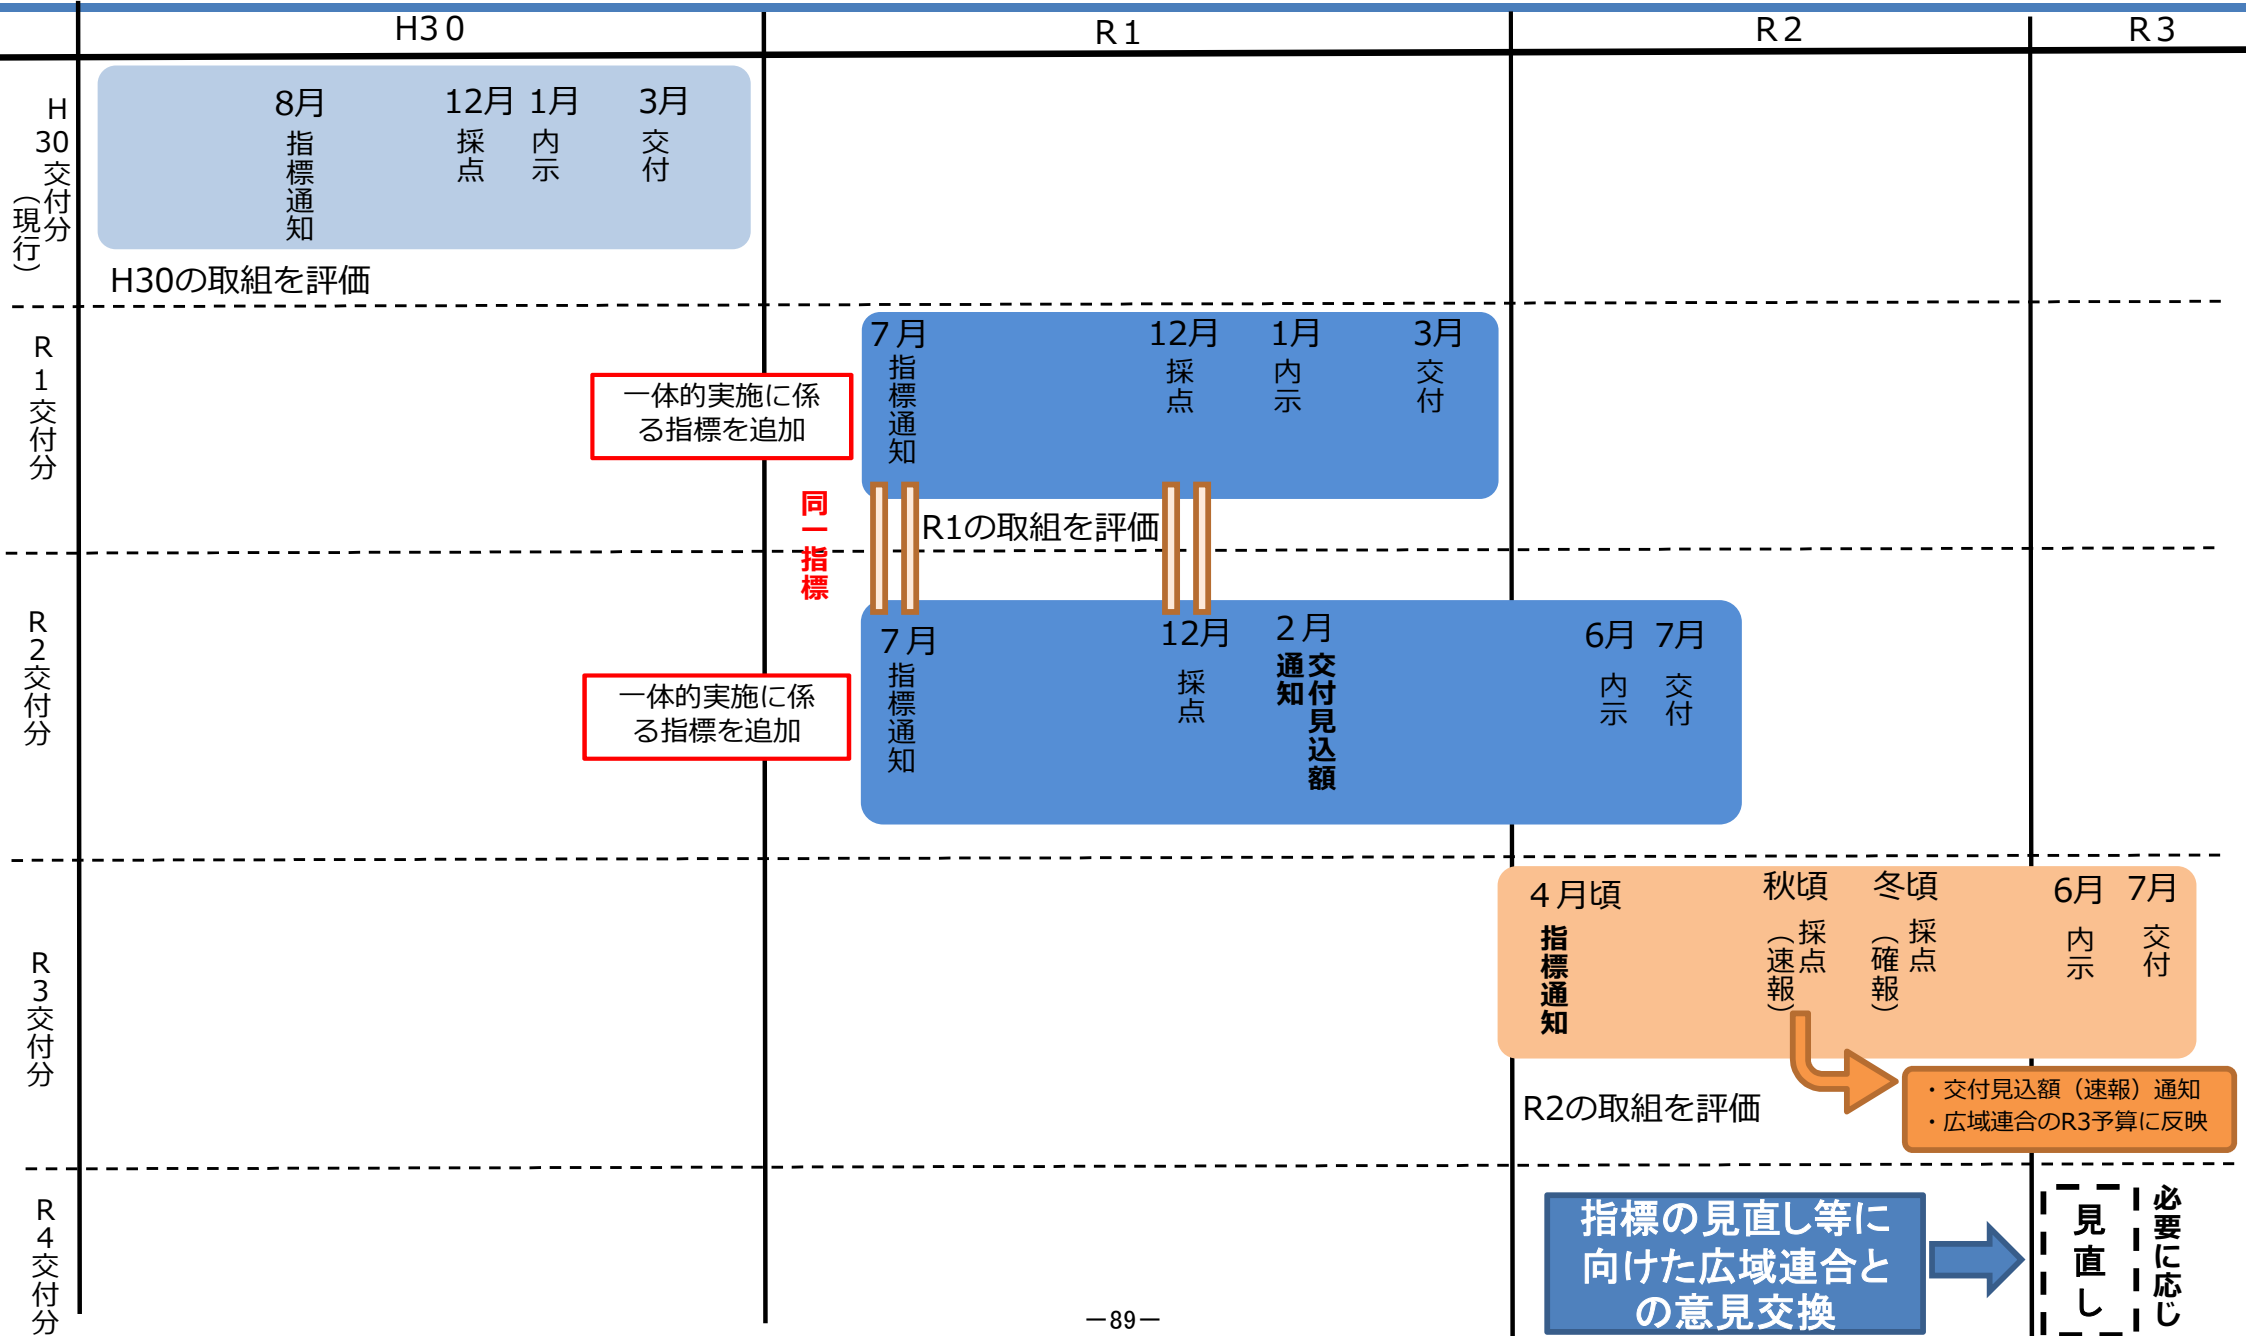 H30
R1
R2
R3
H30交付分
（現行）
8月
指標通知
12月
採点
1月
内示
3月
交付
H30の取組を評価
R1交付分
一体的実施に係
る指標を追加
7月
指標通知
12月
採点
1月
内示
3月
交付
同一指標
R1の取組を評価
R2交付分
一体的実施に係
る指標を追加
7月
指標通知
12月
採点
2月
交付見込額
通知
6月
内示
7月
交付
R3交付分
4月頃
指標通知
秋頃
採点
（速報）
冬頃
採点
（確報）
6月
内示
7月
交付
R2の取組を評価
・交付見込額（速報）通知
・広域連合のR3予算に反映
R4交付分
指標の見直し等に
向けた広域連合と
の意見交換
必要に応じ
見直し
－89－